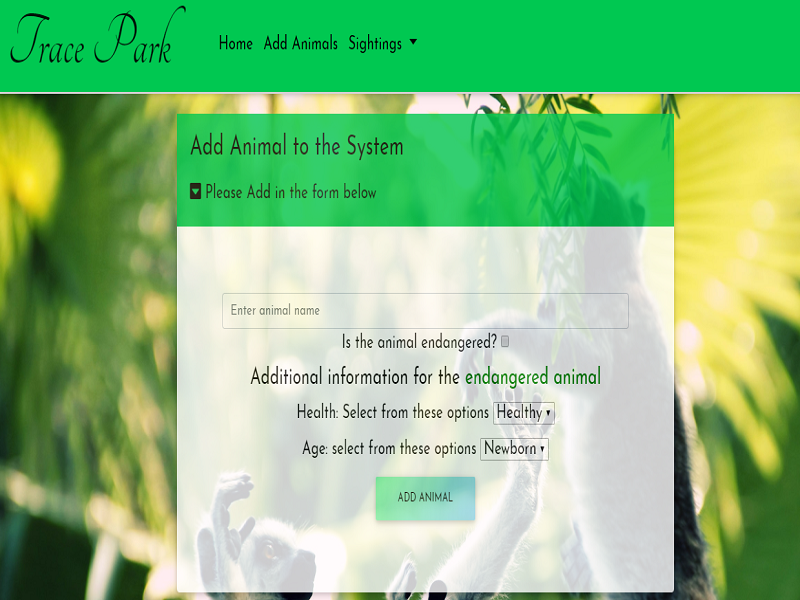 Trace Park
Home Add Animals Sightings
Add Animal to the System
Please Add in the form below
Enter animal name
Is the animal endangered?
Additional information for the endangered animal
Health: Select from these options Healthy
Age: select from these options Newborn
ADD ANIMAL